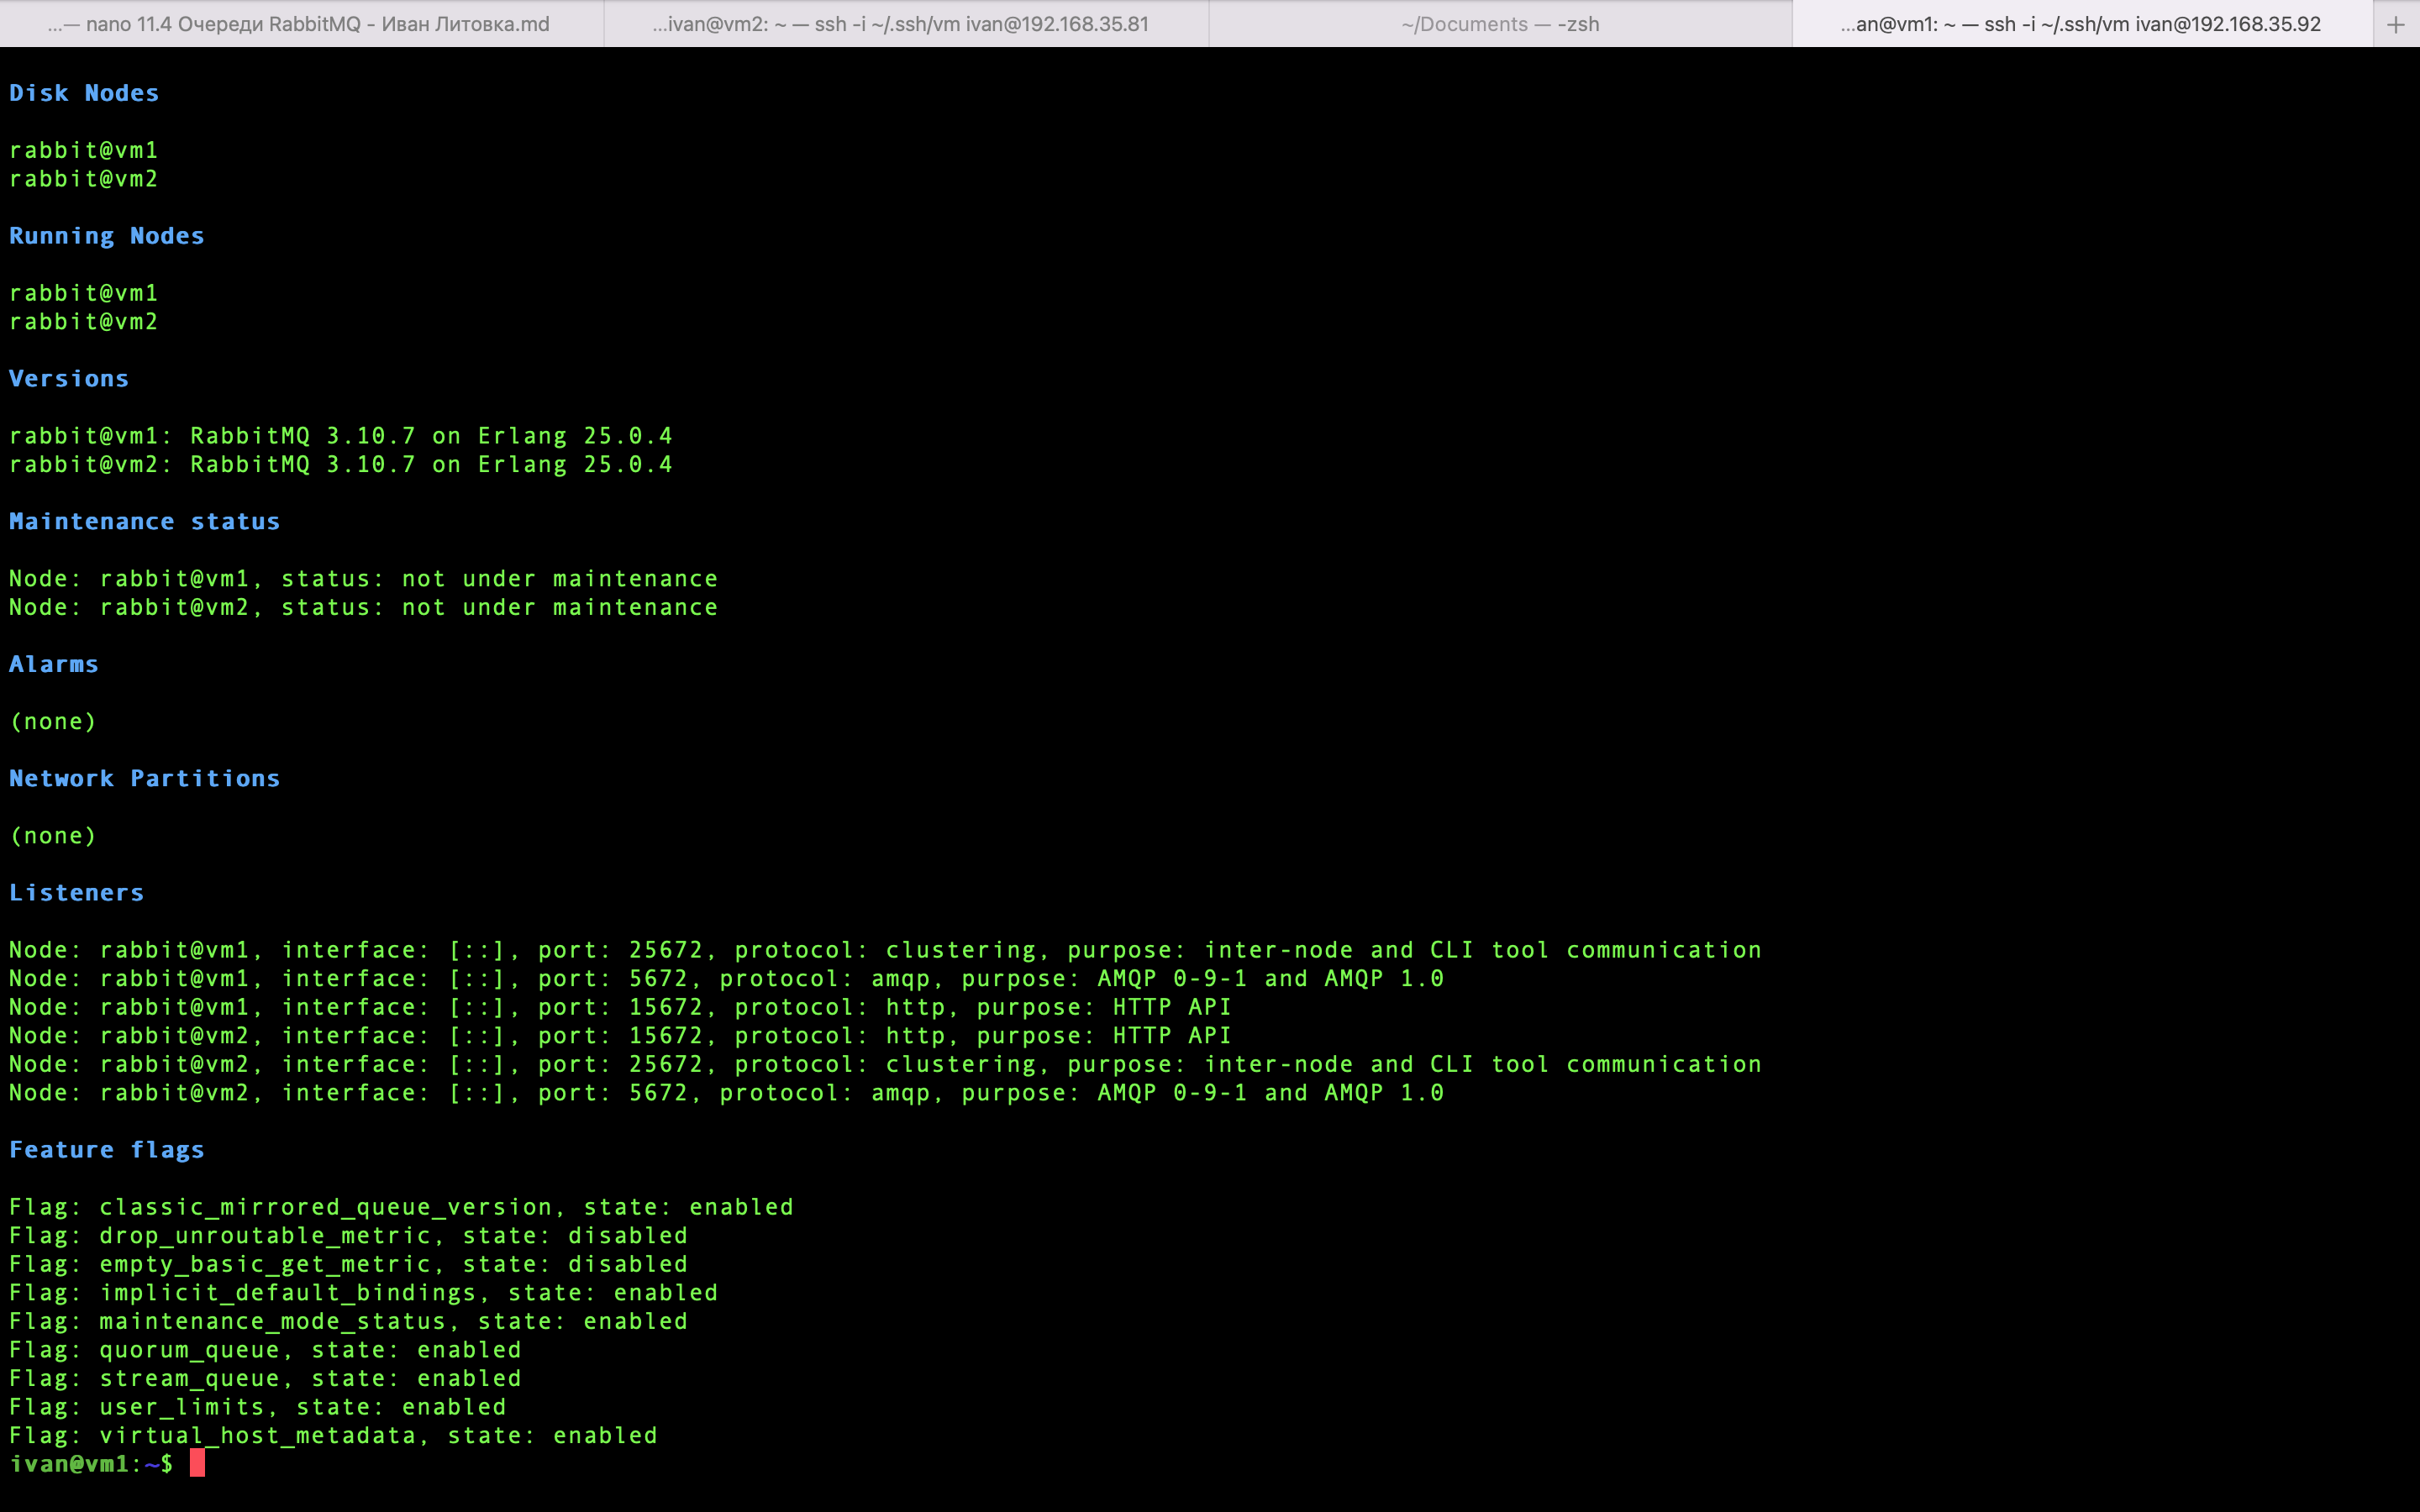 ...— nano 11.4 Очереди RabbitMQ - Иван Литовка.md
...ivan@vm2: ~ — ssh -i ~/.ssh/vm ivan@192.168.35.81
~/Documents — -zsh
...an@vm1: ~ — ssh -i ~/.ssh/vm ivan@192.168.35.92
+
Disk Nodes
rabbit@vm1
rabbit@vm2
Running Nodes
rabbit@vm1
rabbit@vm2
Versions
rabbit@vm1: RabbitMQ 3.10.7 on Erlang 25.0.4
rabbit@vm2: RabbitMQ 3.10.7 on Erlang 25.0.4
Maintenance status
Node: rabbit@vm1, status: not under maintenance
Node: rabbit@vm2, status: not under maintenance
Alarms
(none)
Network Partitions
(none)
Listeners
Node: rabbit@vm1, interface: [::], port: 25672, protocol: clustering, purpose: inter-node and CLI tool communication
Node: rabbit@vm1, interface: [::], port: 5672, protocol: amqp, purpose: AMQP 0-9-1 and AMQP 1.0
Node: rabbit@vm1, interface: [::], port: 15672, protocol: http, purpose: HTTP API
Node: rabbit@vm2, interface: [::], port: 15672, protocol: http, purpose: HTTP API
Node: rabbit@vm2, interface: [::], port: 25672, protocol: clustering, purpose: inter-node and CLI tool communication
Node: rabbit@vm2, interface: [::], port: 5672, protocol: amqp, purpose: AMQP 0-9-1 and AMQP 1.0
Feature flags
Flag: classic_mirrored_queue_version, state: enabled
Flag: drop_unroutable_metric, state: disabled
Flag: empty_basic_get_metric, state: disabled
Flag: implicit_default_bindings, state: enabled
Flag: maintenance_mode_status, state: enabled
Flag: quorum_queue, state: enabled
Flag: stream_queue, state: enabled
Flag: user_limits, state: enabled
Flag: virtual_host_metadata, state: enabled
ivan@vm1:~$